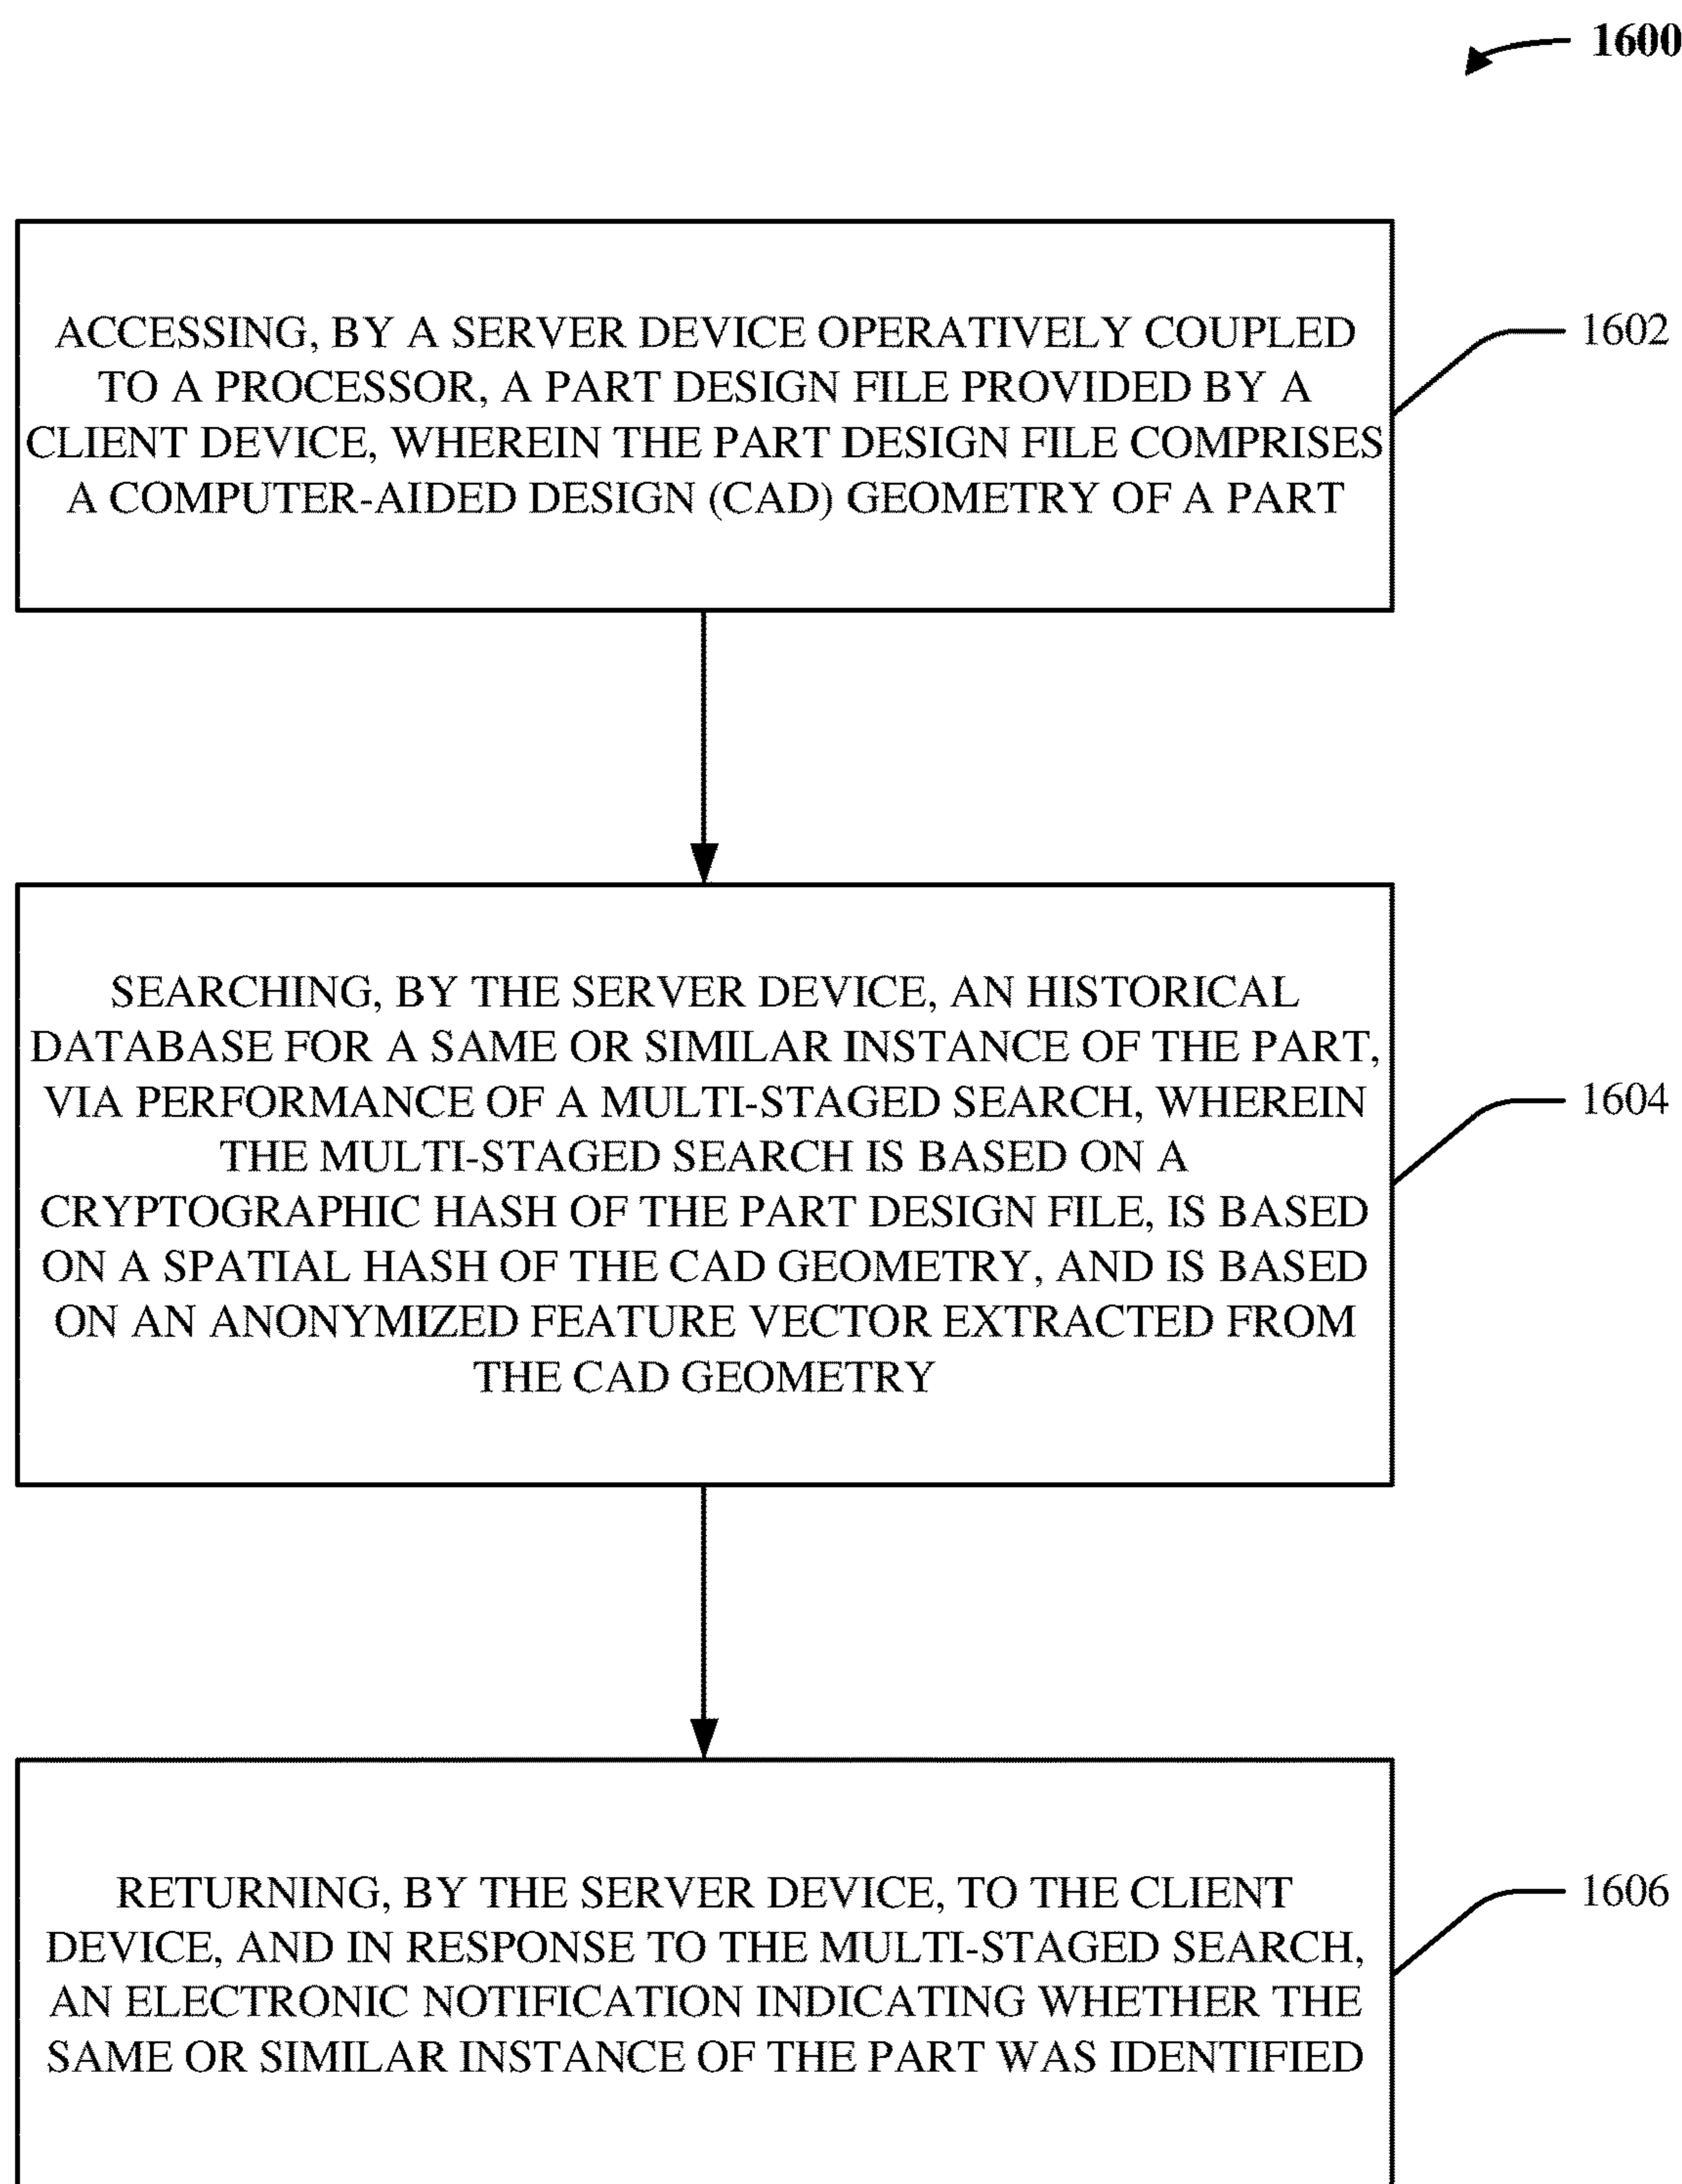 1600
ACCESSING, BY A SERVER DEVICE OPERATIVELY COUPLED
TO A PROCESSOR, A PART DESIGN FILE PROVIDED BY A
CLIENT DEVICE, WHEREIN THE PART DESIGN FILE COMPRISES
A COMPUTER-AIDED DESIGN (CAD) GEOMETRY OF A PART
1602
SEARCHING, BY THE SERVER DEVICE, AN HISTORICAL
DATABASE FOR A SAME OR SIMILAR INSTANCE OF THE PART,
VIA PERFORMANCE OF A MULTI-STAGED SEARCH, WHEREIN
THE MULTI-STAGED SEARCH IS BASED ON A
CRYPTOGRAPHIC HASH OF THE PART DESIGN FILE, IS BASED
ON A SPATIAL HASH OF THE CAD GEOMETRY, AND IS BASED
ON AN ANONYMIZED FEATURE VECTOR EXTRACTED FROM
THE CAD GEOMETRY
1604
RETURNING, BY THE SERVER DEVICE, TO THE CLIENT
DEVICE, AND IN RESPONSE TO THE MULTI-STAGED SEARCH,
AN ELECTRONIC NOTIFICATION INDICATING WHETHER THE
SAME OR SIMILAR INSTANCE OF THE PART WAS IDENTIFIED
1606